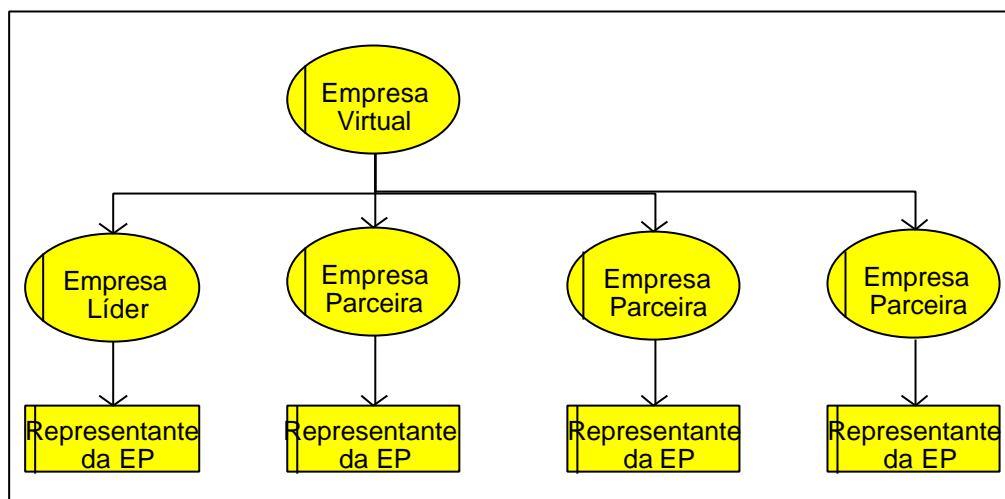 Empresa
Virtual
Empresa
Líder
Empresa
Parceira
Empresa
Parceira
Empresa
Parceira
Representante
da EP
Representante
da EP
Representante
da EP
Representante
da EP